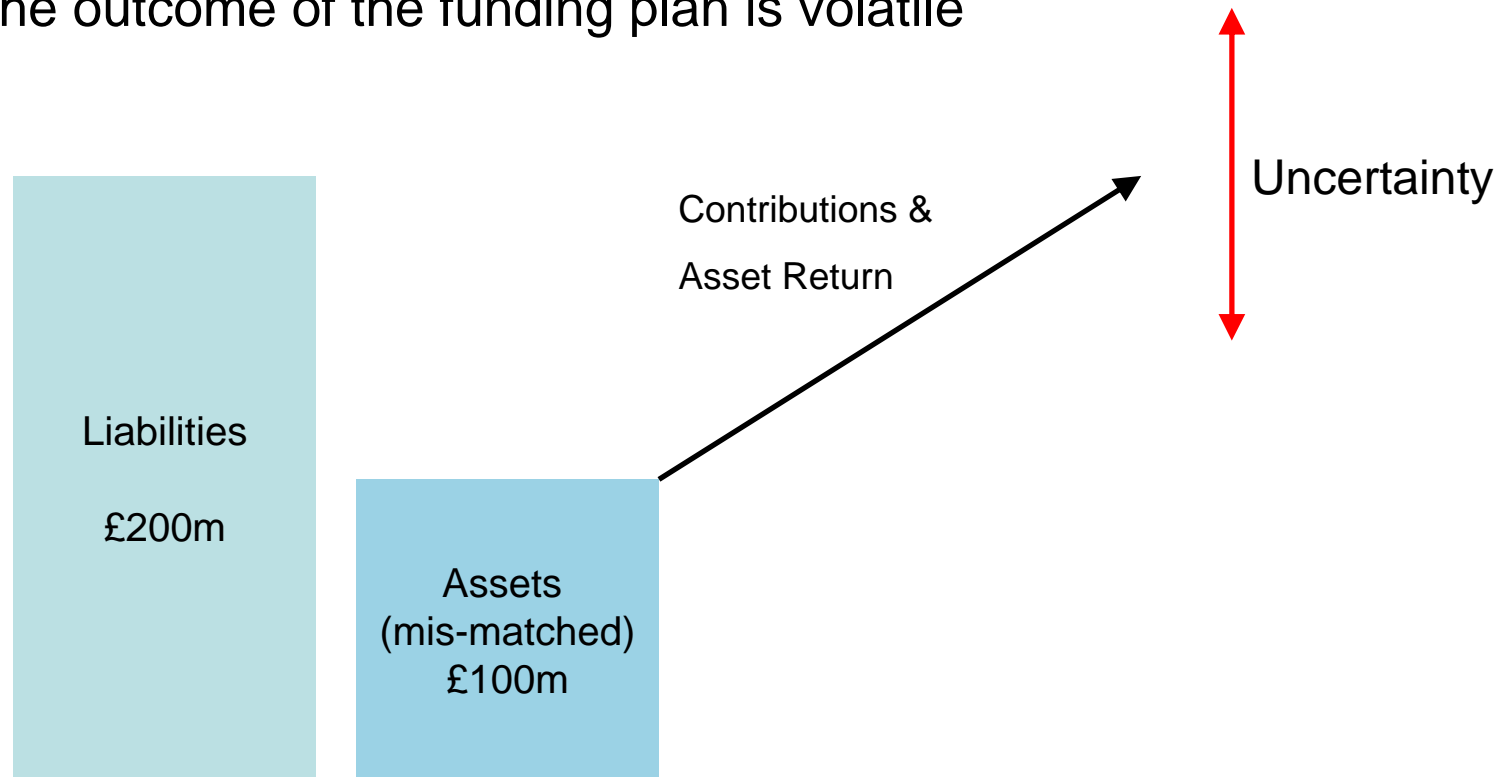 he outcome of the funding plan is volatile
Uncertainty
Contributions &
Asset Return
Liabilities
£200m
Assets
(mis-matched)
£100m